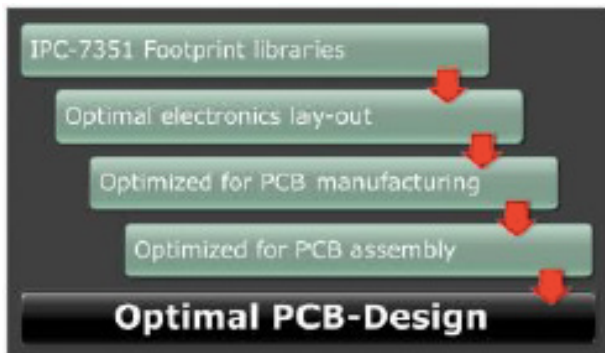 IPC-7351 Footprint libraries
Optimal electronics lay-out
Optimized for PCB manufacturing
Optimized for PCB assembly
Optimal PCB-Design